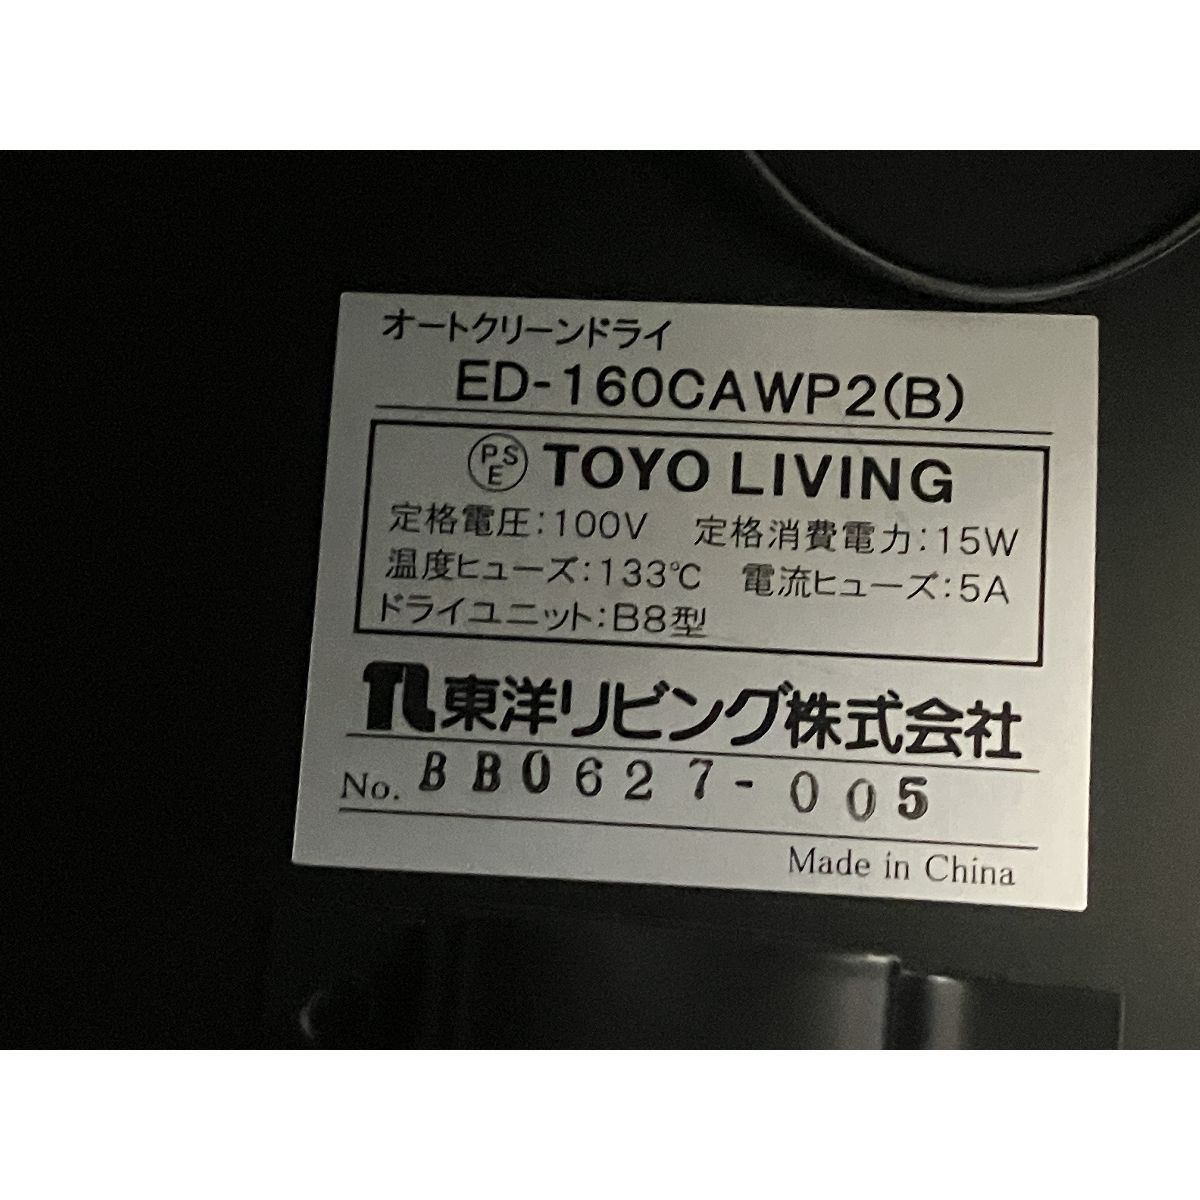 オートクリーンドライ
ED-160CAWP2(B)
PSE TOYO LIVING
定格電圧:100V 定格消費電力:15W
温度ヒューズ:133℃ 電流ヒューズ:5A
ドライユニット:B8型
TL 東洋リビング株式会社
No. BB0627-005
Made in China